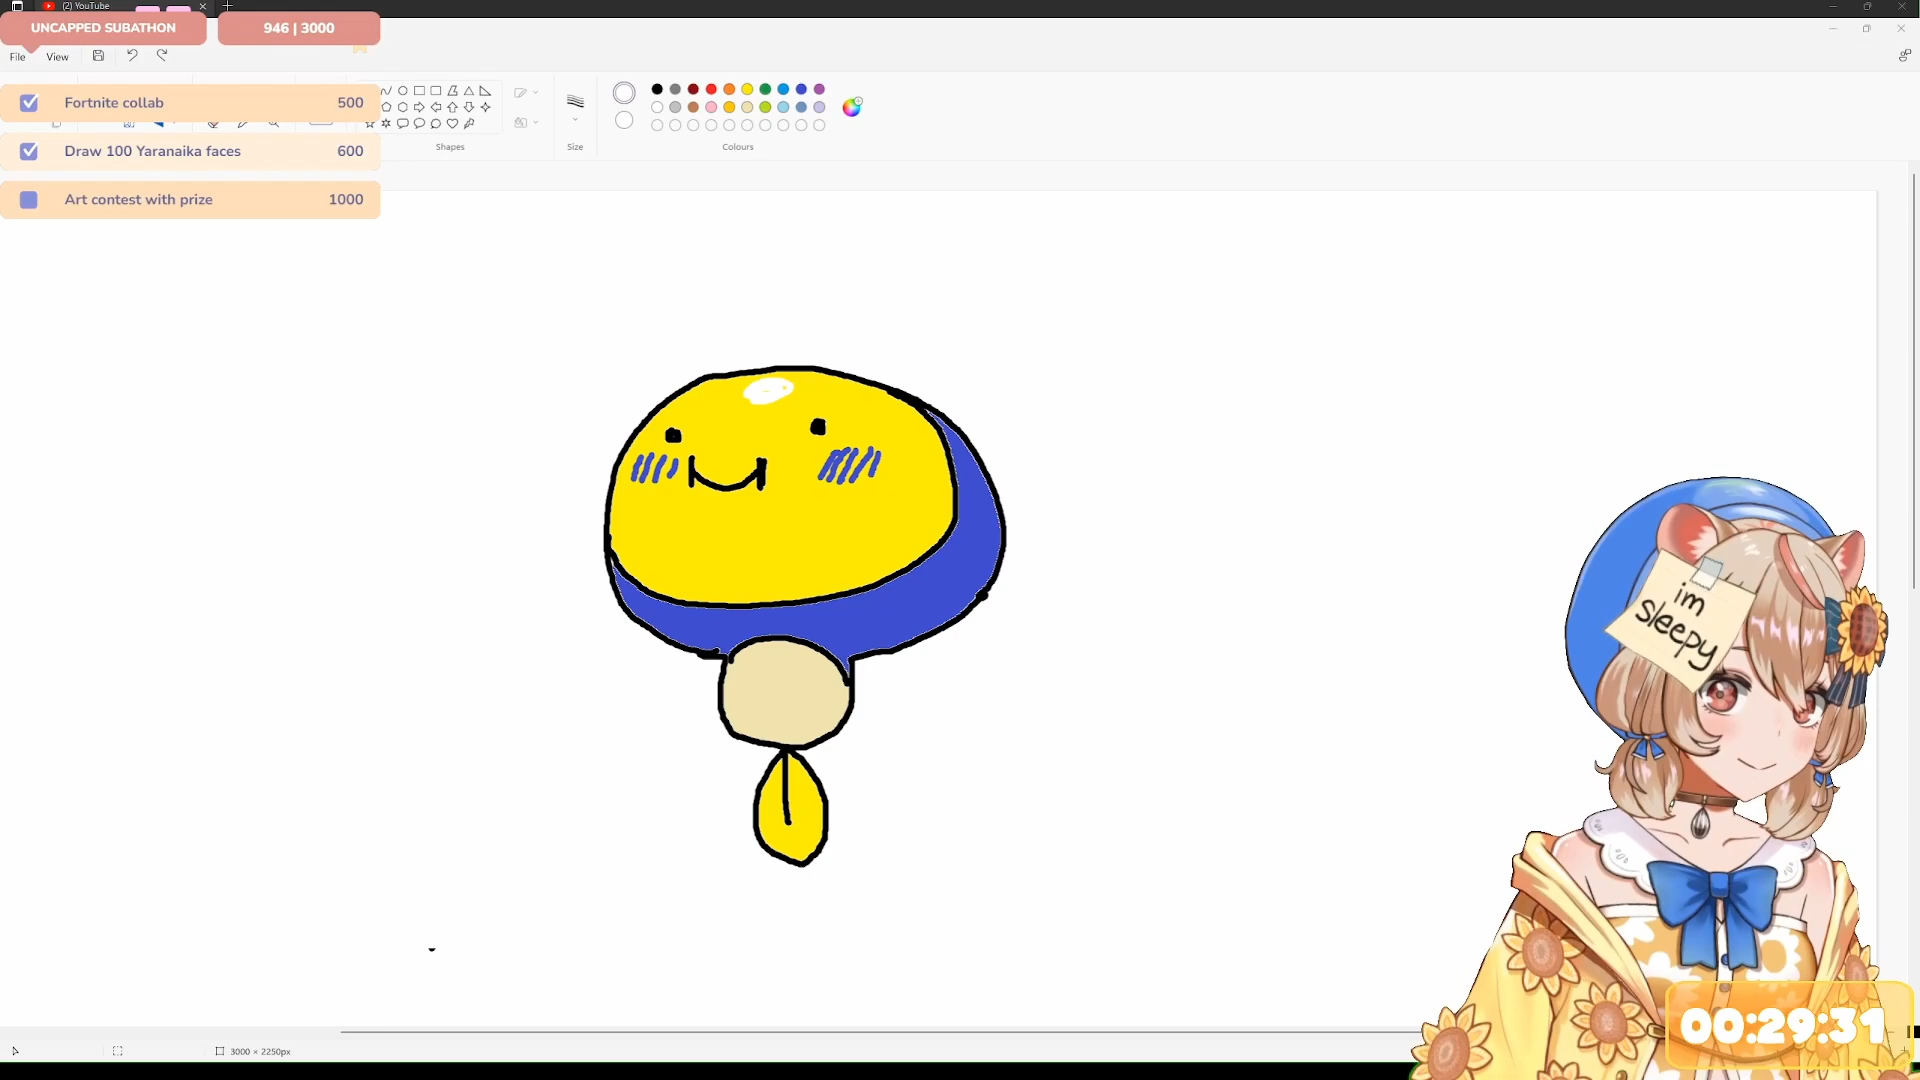 (2) YouTube
UNCAPPED SUBATHON
946 | 3000
File
View
Fortnite collab 500
Draw 100 Yaranaika faces 600
Art contest with prize 1000
Shapes
Size
Colours
im
sleepy
00:29:31
3000 × 2250px